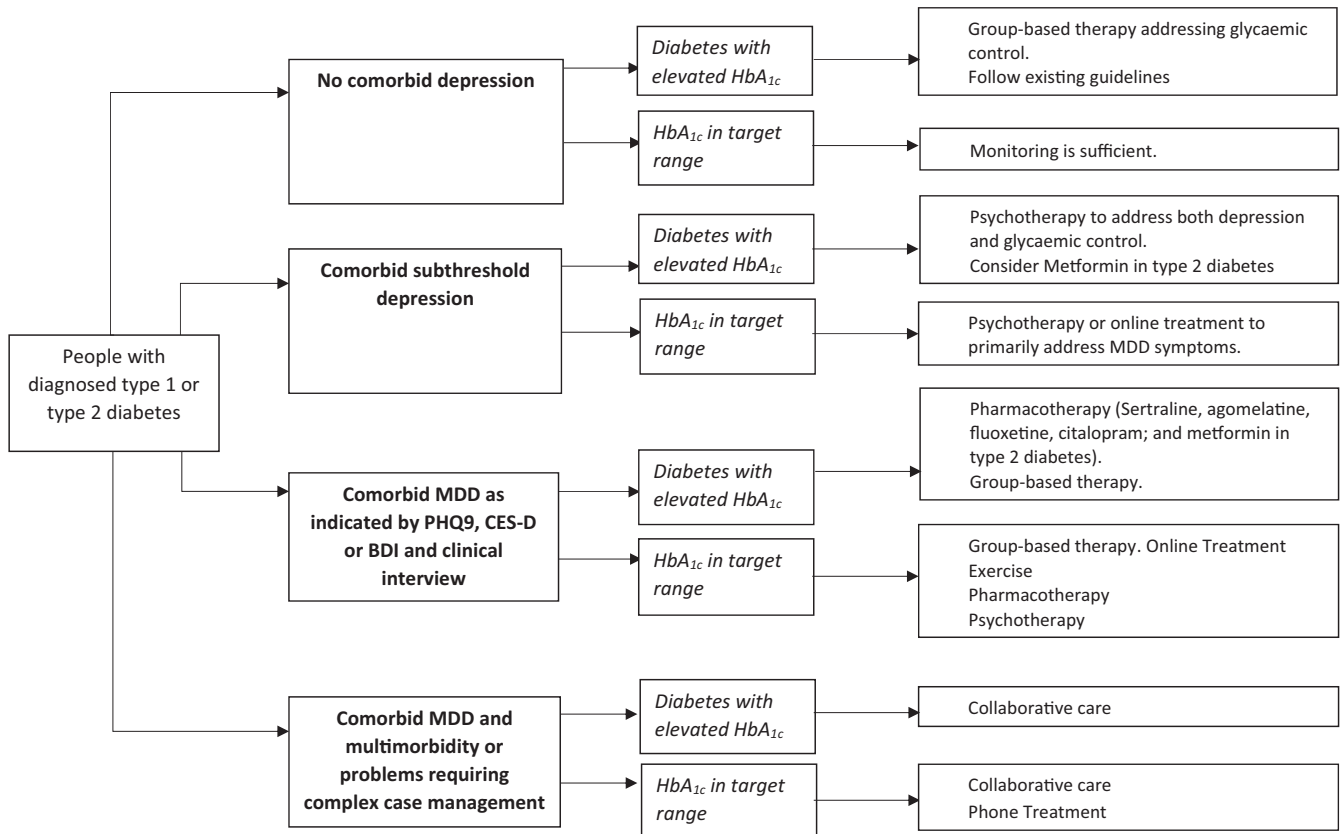 People with
diagnosed type 1 or
type 2 diabetes
No comorbid depression
Diabetes with
elevated HbA1c
Group-based therapy addressing glycaemic
control.
Follow existing guidelines
HbA1c in target
range
Monitoring is sufficient.
Comorbid subthreshold
depression
Diabetes with
elevated HbA1c
Psychotherapy to address both depression
and glycaemic control.
Consider Metformin in type 2 diabetes
HbA1c in target
range
Psychotherapy or online treatment to
primarily address MDD symptoms.
Comorbid MDD as
indicated by PHQ9, CES-D
or BDI and clinical
interview
Diabetes with
elevated HbA1c
Pharmacotherapy (Sertraline, agomelatine,
fluoxetine, citalopram; and metformin in
type 2 diabetes).
Group-based therapy.
HbA1c in target
range
Group-based therapy. Online Treatment
Exercise
Pharmacotherapy
Psychotherapy
Comorbid MDD and
multimorbidity or
problems requiring
complex case management
Diabetes with
elevated HbA1c
Collaborative care
HbA1c in target
range
Collaborative care
Phone Treatment